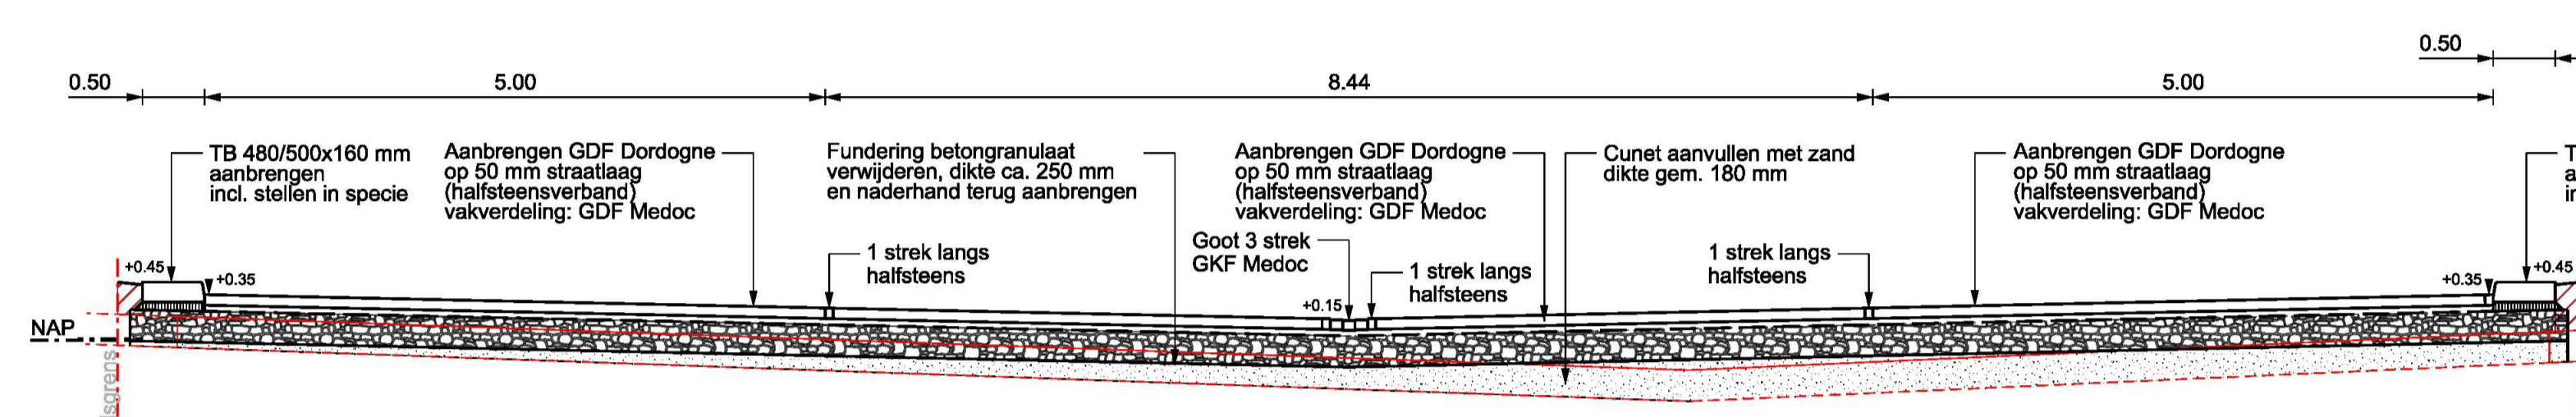 0.50
0.50
5.00
8.44
5.00
TB 480/500x160 mm
aanbrengen
incl. stellen in specie
Aanbrengen GDF Dordogne
op 50 mm straatlaag
(halfsteensverband)
vakverdeling: GDF Medoc
Fundering betongranulaat
verwijderen, dikte ca. 250 mm
en naderhand terug aanbrengen
Aanbrengen GDF Dordogne
op 50 mm straatlaag
(halfsteensverband)
vakverdeling: GDF Medoc
Cunet aanvullen met zand
dikte gem. 180 mm
Aanbrengen GDF Dordogne
op 50 mm straatlaag
(halfsteensverband)
vakverdeling: GDF Medoc
Goot 3 strek
GKF Medoc
1 strek langs
halfsteens
1 strek langs
halfsteens
1 strek langs
halfsteens
+0.45
+0.35
+0.15
+0.35
+0.45
NAP